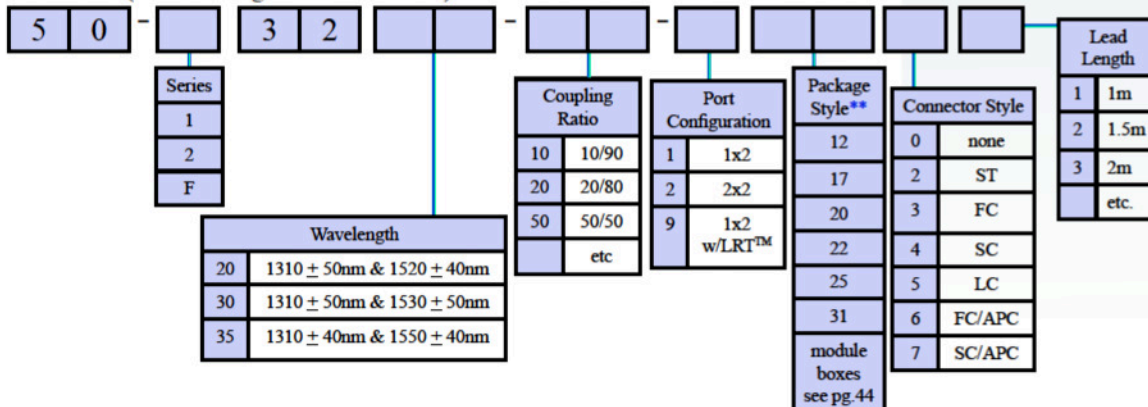 5 0 - - 3 2 - -
Series
1
2
F
Wavelength
20 1310 ± 50nm & 1520 ± 40nm
30 1310 ± 50nm & 1530 ± 50nm
35 1310 ± 40nm & 1550 ± 40nm
Coupling
Ratio
10 10/90
20 20/80
50 50/50
etc
Port
Configuration
1 1x2
2 2x2
9 1x2
w/LRT™
Package
Style**
12
17
20
22
25
31
module
boxes
see pg.44
Connector Style
0 none
2 ST
3 FC
4 SC
5 LC
6 FC/APC
7 SC/APC
Lead
Length
1 1m
2 1.5m
3 2m
etc.